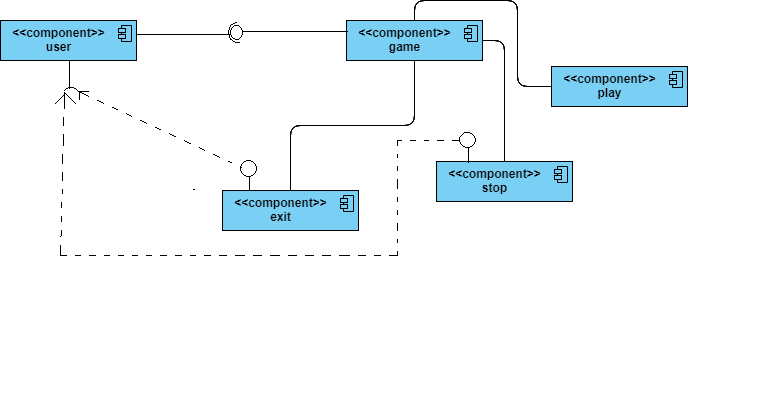 <<component>>
user
<<component>>
game
<<component>>
play
<<component>>
stop
<<component>>
exit